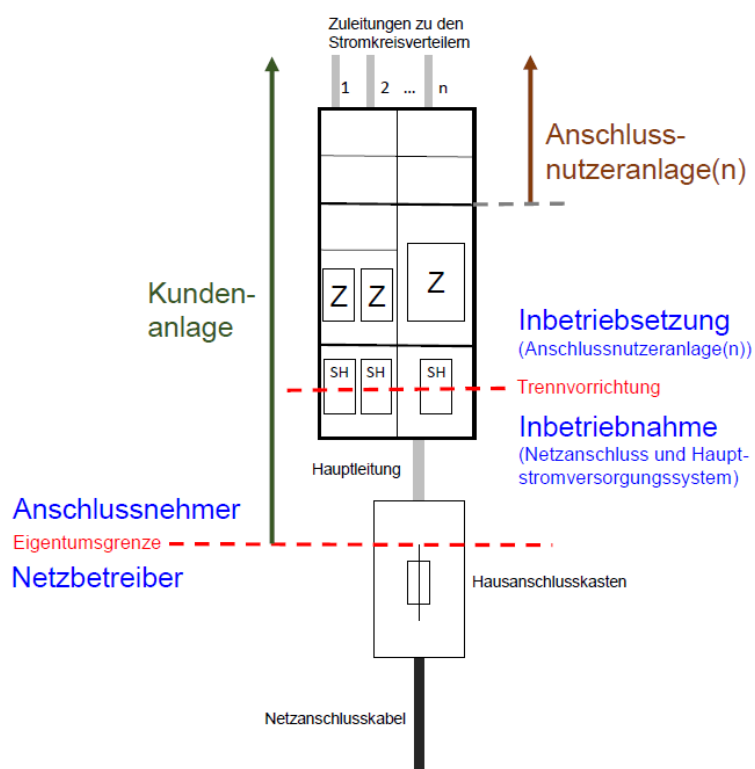 Zuleitungen zu den
Stromkreisverteilern
1 2 ... n
Anschluss-
nutzeranlage(n)
Z Z Z
Kunden-
anlage
Inbetriebsetzung
(Anschlussnutzeranlage(n))
SH SH SH
Trennvorrichtung
Inbetriebnahme
(Netzanschluss und Haupt-
stromversorgungssystem)
Hauptleitung
Anschlussnehmer
Eigentumsgrenze
Netzbetreiber
Hausanschlusskasten
Netzanschlusskabel